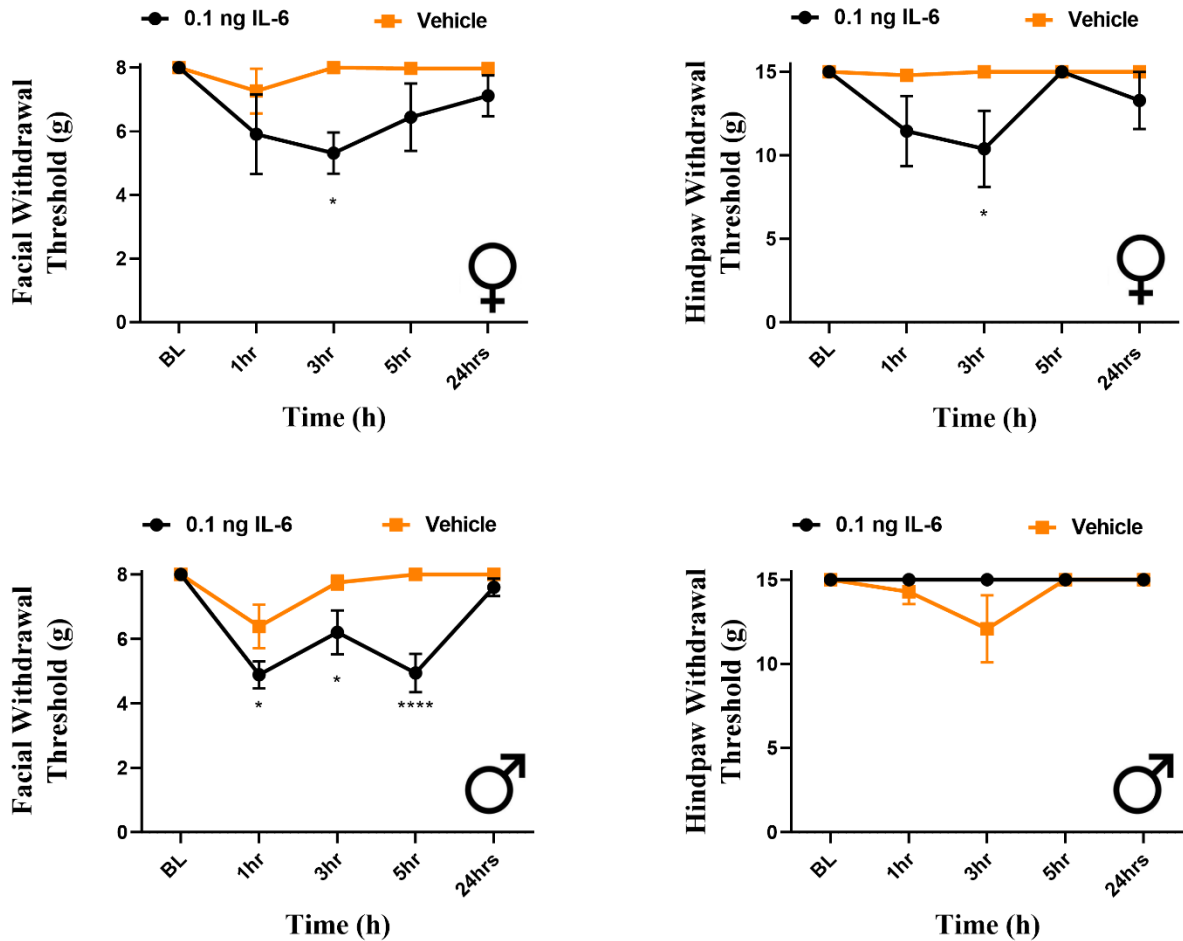 0.1 ng IL-6 Vehicle
Facial Withdrawal
Threshold (g)
8
6
4
2
0
*
BL 1hr 3hr 5hr 24hrs
Time (h)
0.1 ng IL-6 Vehicle
Hindpaw Withdrawal
Threshold (g)
15
10
5
0
*
BL 1hr 3hr 5hr 24hrs
Time (h)
0.1 ng IL-6 Vehicle
Facial Withdrawal
Threshold (g)
8
6
4
2
0
* * ****
BL 1hr 3hr 5hr 24hrs
Time (h)
0.1 ng IL-6 Vehicle
Hindpaw Withdrawal
Threshold (g)
15
10
5
0
BL 1hr 3hr 5hr 24hrs
Time (h)